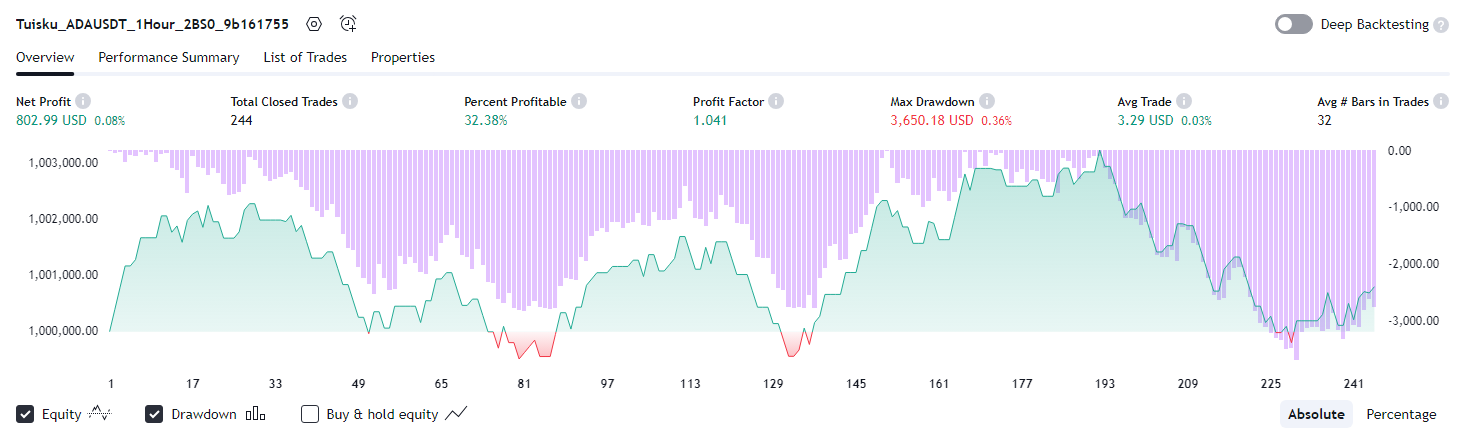 Tuisku_ADAUSDT_1Hour_2BS0_9b161755 Deep Backtesting
Overview Performance Summary List of Trades Properties
Net Profit Total Closed Trades Percent Profitable Profit Factor Max Drawdown Avg Trade Avg # Bars in Trades
802.99 USD 0.08% 244 32.38% 1.041 3,650.18 USD 0.36% 3.29 USD 0.03% 32
1,003,000.00 0.00
1,002,000.00 -1,000.00
1,001,000.00 -2,000.00
1,000,000.00 -3,000.00
1 17 33 49 65 81 97 113 129 145 161 177 193 209 225 241
Equity Drawdown Buy & hold equity Absolute Percentage